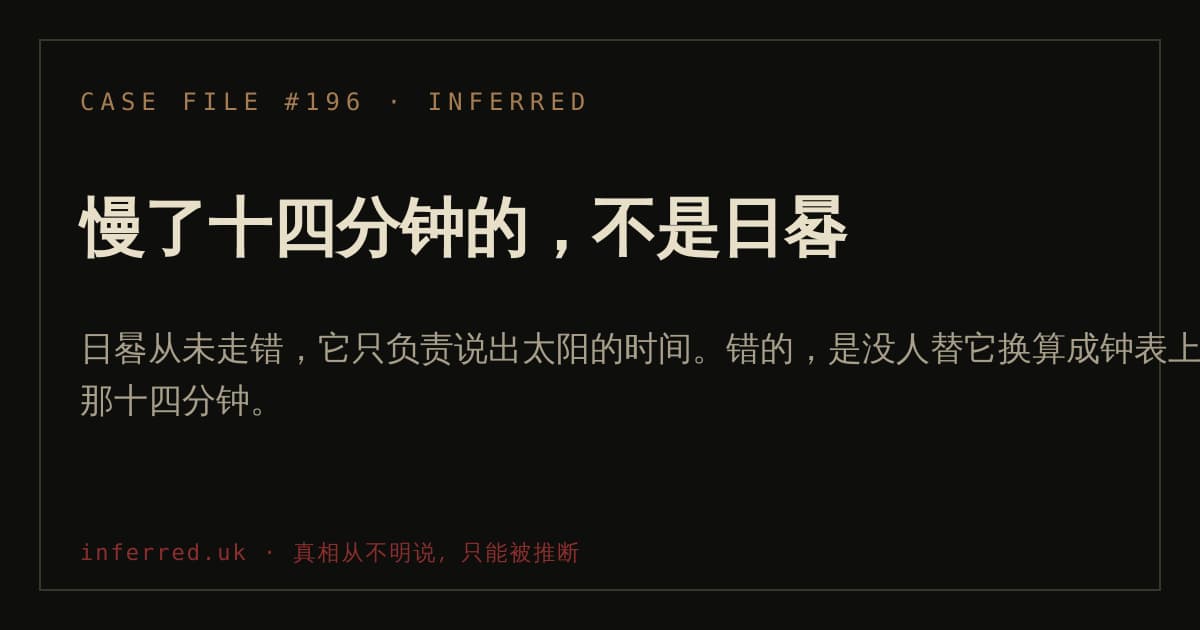 CASE FILE #196 · INFERRED
慢了十四分钟的，不是日晷
日晷从未走错，它只负责说出太阳的时间。错的，是没人替它换算成钟表上
那十四分钟。
inferred.uk · 真相从不明说，只能被推断